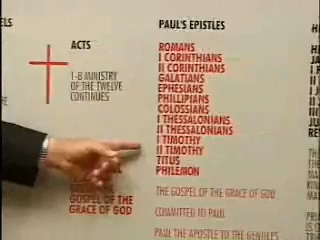 ELS
ACTS
1-B MINISTRY
OF THE TWELVE
CONTINUES
GOSPEL OF THE
GRACE OF GOD
PAUL'S EPISTLES
ROMANS
I CORINTHIANS
II CORINTHIANS
GALATIANS
EPHESIANS
PHILIPPIANS
COLOSSIANS
I THESSALONIANS
II THESSALONIANS
I TIMOTHY
II TIMOTHY
TITUS
PHILEMON
THE GOSPEL OF THE GRACE OF GOD
COMMITTED TO PAUL
PAUL THE APOSTLE TO THE GENTILES